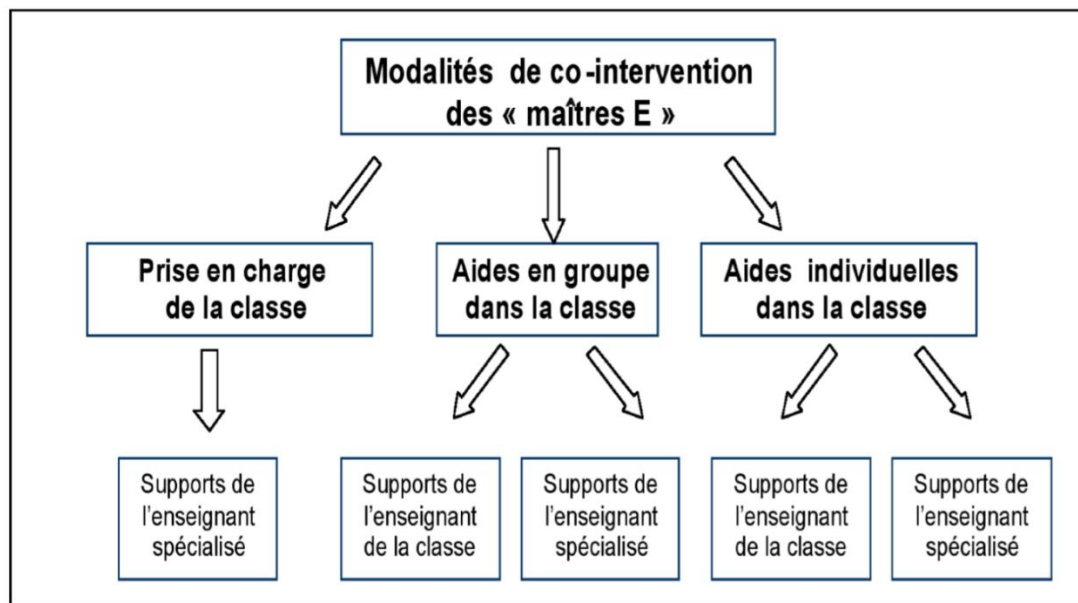 Modalités de co-intervention
des « maîtres E »
Prise en charge
de la classe
Aides en groupe
dans la classe
Aides individuelles
dans la classe
Supports de
l'enseignant
spécialisé
Supports de
l'enseignant
de la classe
Supports de
l'enseignant
spécialisé
Supports de
l'enseignant
de la classe
Supports de
l'enseignant
spécialisé